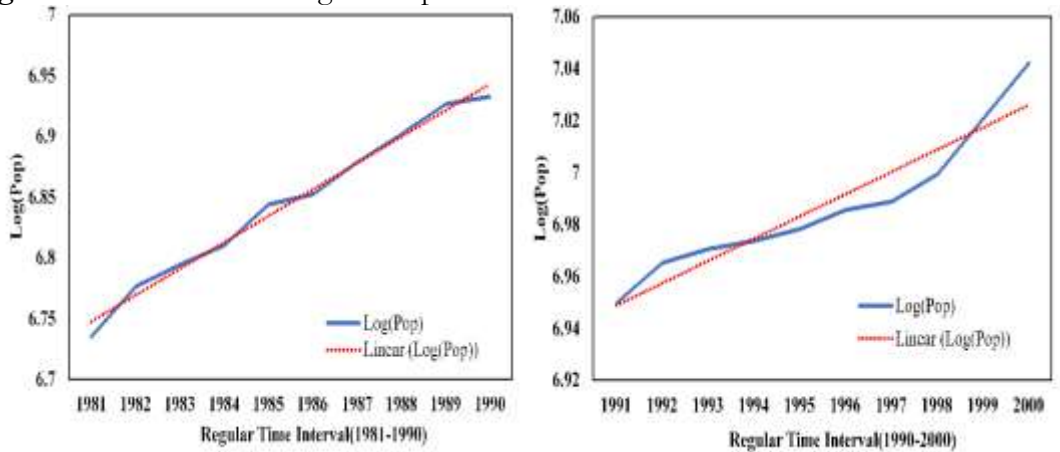 7
6.95
6.9
6.85
6.8
6.75
6.7
Log(Pop)
Log(Pop)
Linear (Log(Pop))
1981 1982 1983 1984 1985 1986 1987 1988 1989 1990
Regular Time Interval(1981-1990)
7.06
7.04
7.02
7
6.98
6.96
6.94
6.92
Log(Pop)
Log(Pop)
Linear (Log(Pop))
1991 1992 1993 1994 1995 1996 1997 1998 1999 2000
Regular Time Interval(1990-2000)